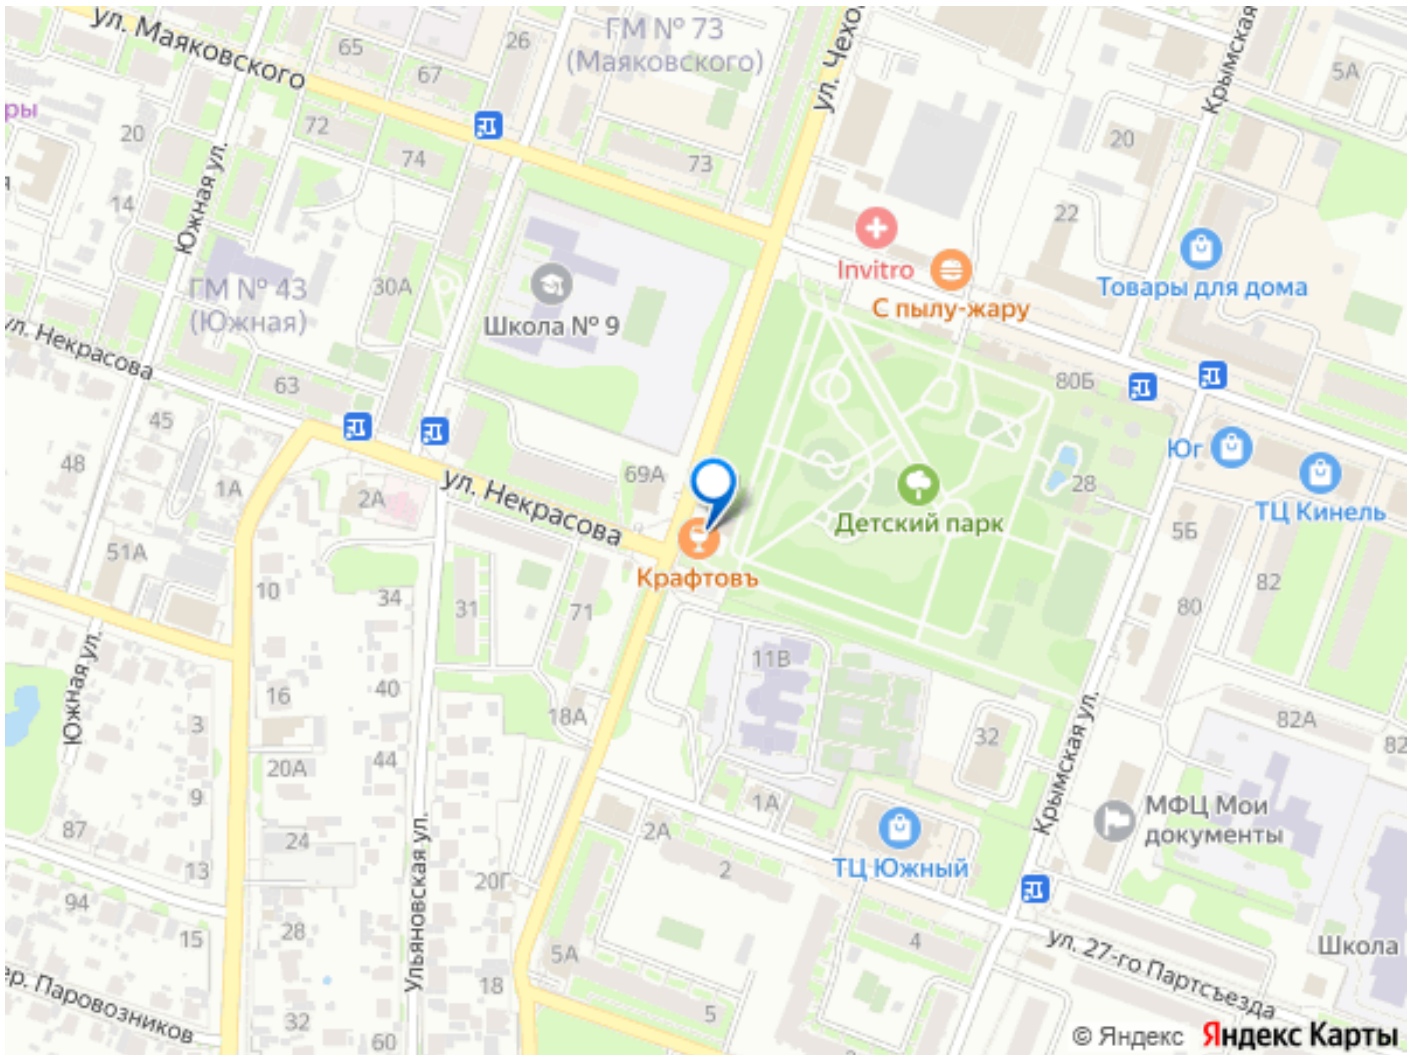 ул. Маяковского
65
67
26
ГМ № 73
(Маяковского)
ул. Чехо
Крымская
5А
ры
20
72
74
73
20
Южная ул.
14
22
Invitro
С пылу-жару
Товары для дома
ГМ № 43
(Южная)
30А
Школа № 9
ул. Некрасова
63
80Б
45
48
1А
2А
ул. Некрасова
69А
Юг
28
ТЦ Кинель
Детский парк
5Б
51А
Крафтовъ
10
34
31
71
82
80
11В
Южная ул.
16
40
18А
3
82А
82
32
Крымская ул.
20А
44
9
1А
МФЦ Мои
документы
87
24
2А
ТЦ Южный
2
13
20Г
Ульяновская ул.
94
28
15
5А
4
ул. 27-го Партсъезда
Школа
18
ер. Паровозников
32
60
5
3
2
© Яндекс Яндекс Карты